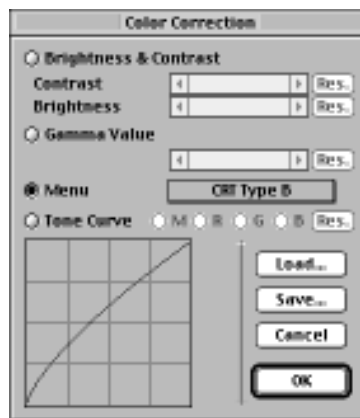 Color Correction
Brightness & Contrast
Contrast Res.
Brightness Res.
Gamma Value
Res.
Menu CRT Type B
Tone Curve M R G B Res.
Load...
Save...
Cancel
OK